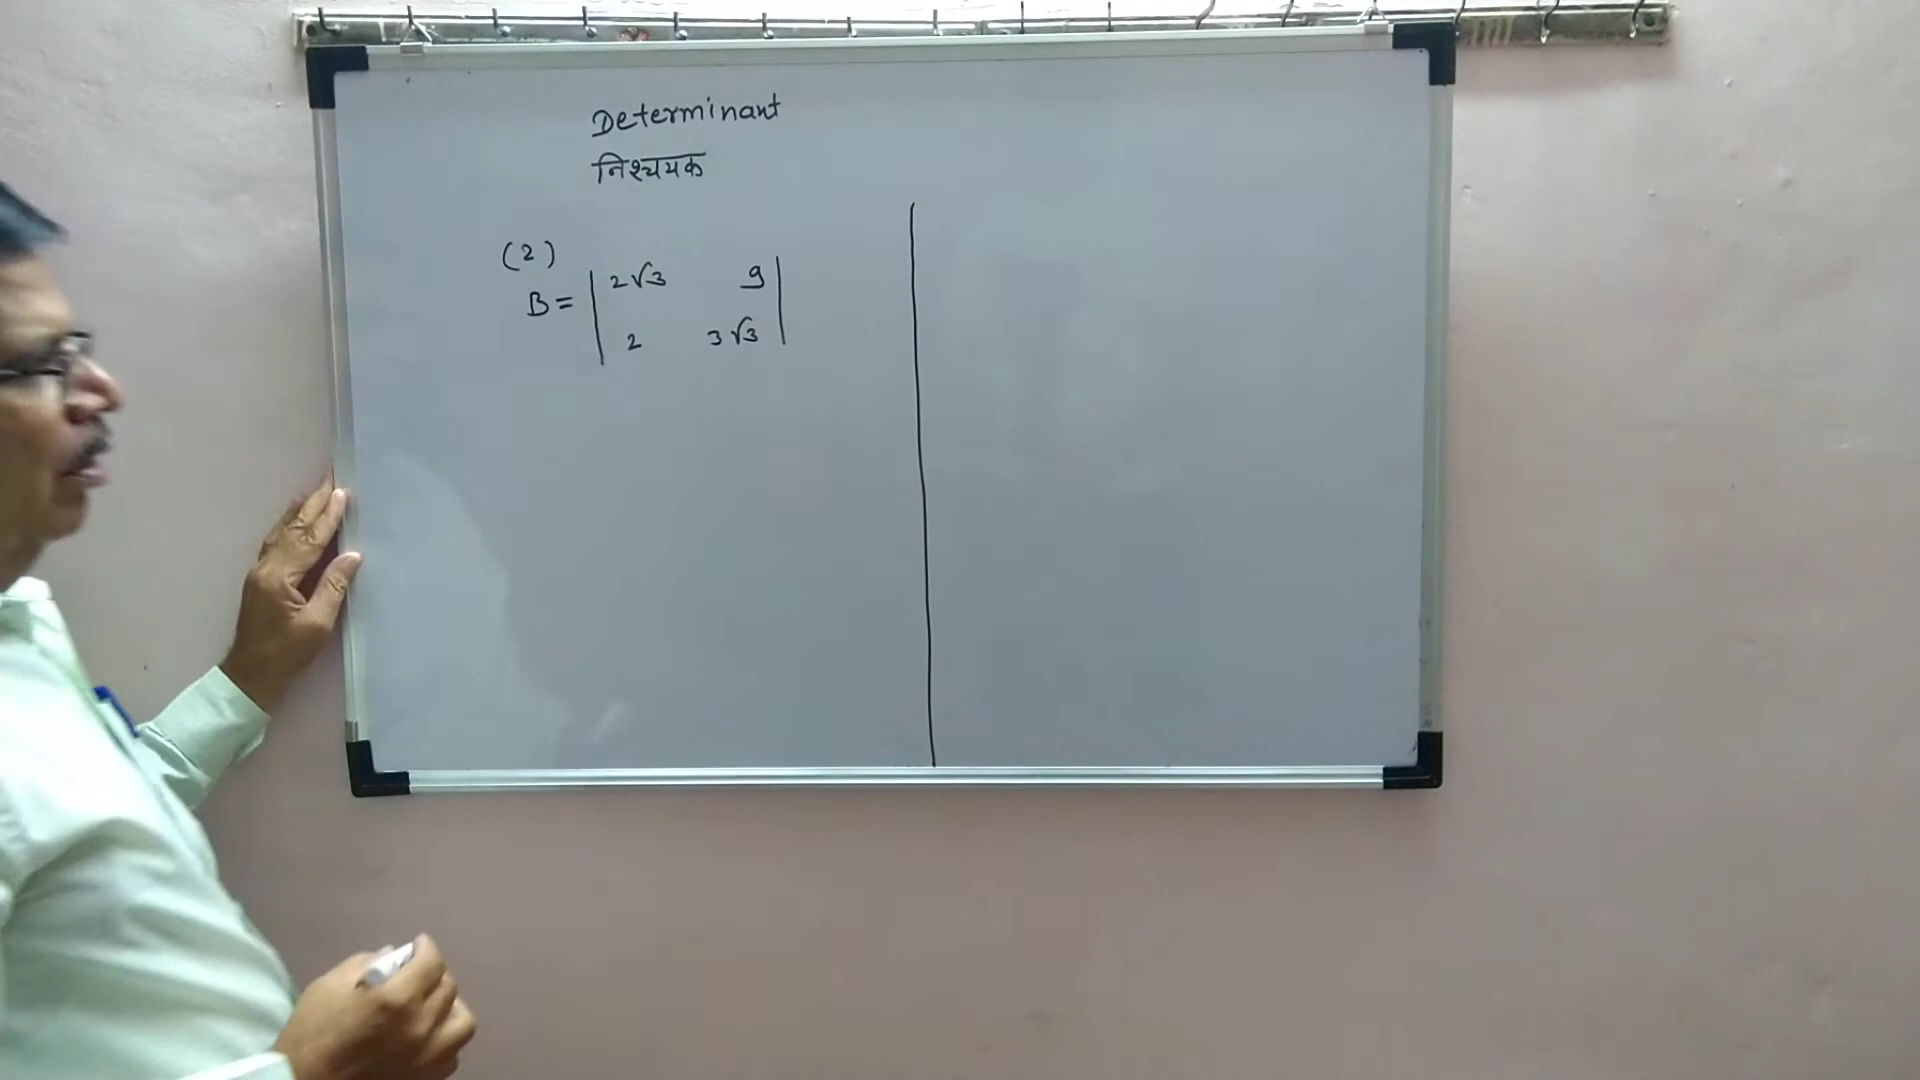 Determinant
निश्चयक
(2)
B = | 2√3 9 |
| 2 3√3 |